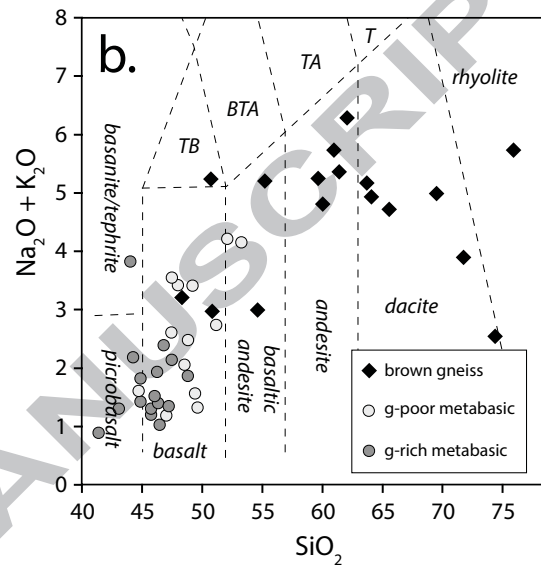 b.
8
7
6
5
4
3
2
1
0
Na2O + K2O
40
45
50
55
60
65
70
75
SiO2
T
TA
rhyolite
BTA
TB
basanite/tephrite
picrobasalt
basalt
basaltic
andesite
andesite
dacite
brown gneiss
g-poor metabasic
g-rich metabasic
ANUSCRIP